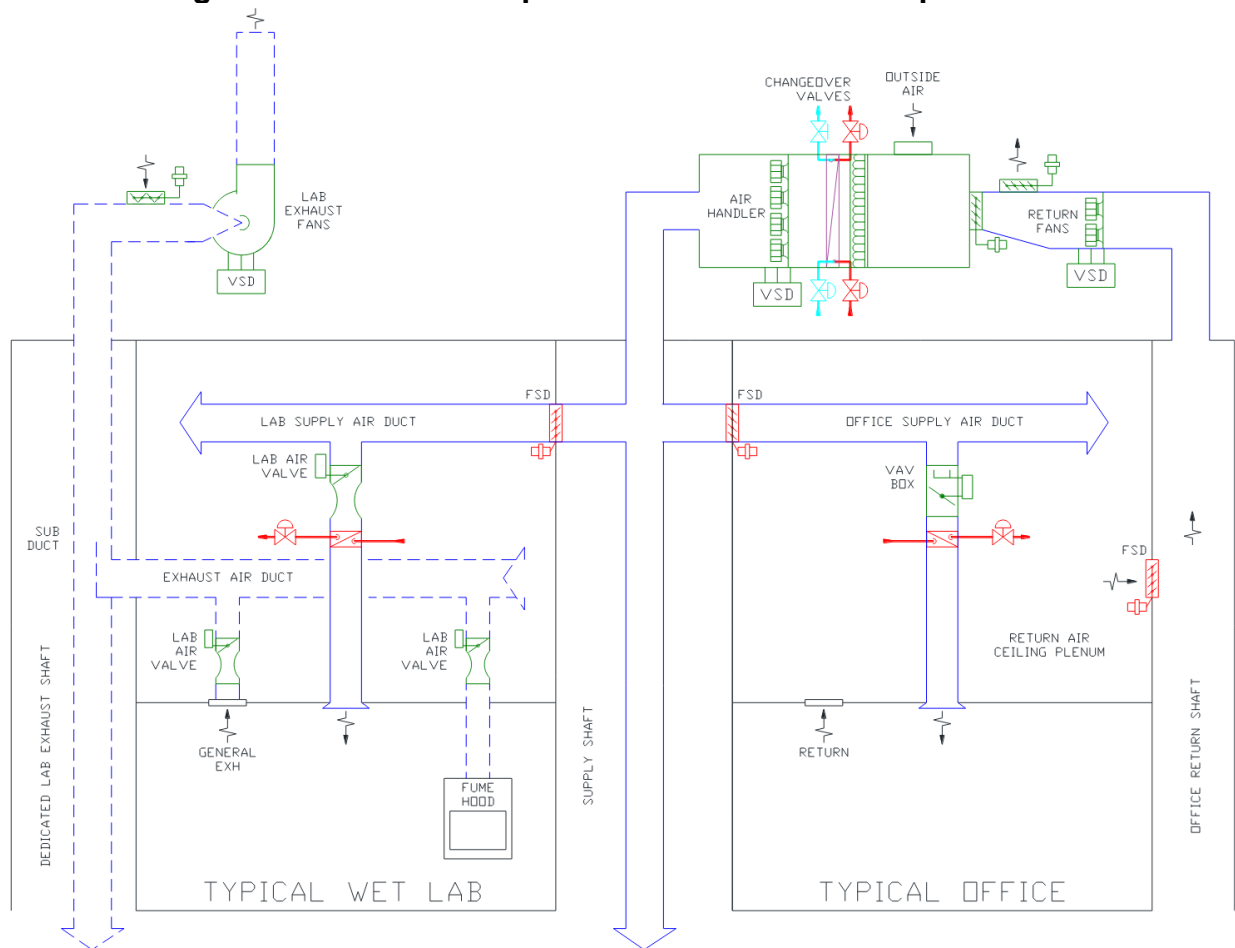 CHANGEOVER
VALVES
OUTSIDE
AIR
LAB
EXHAUST
FANS
VSD
AIR
HANDLER
VSD
RETURN
FANS
VSD
FSD
FSD
LAB SUPPLY AIR DUCT
OFFICE SUPPLY AIR DUCT
LAB AIR
VALVE
VAV
BOX
SUB
DUCT
FSD
EXHAUST AIR DUCT
LAB
AIR
VALVE
LAB
AIR
VALVE
RETURN AIR
CEILING PLENUM
DEDICATED LAB EXHAUST SHAFT
GENERAL
EXH
SUPPLY SHAFT
RETURN
OFFICE RETURN SHAFT
FUME
HOOD
TYPICAL WET LAB
TYPICAL OFFICE